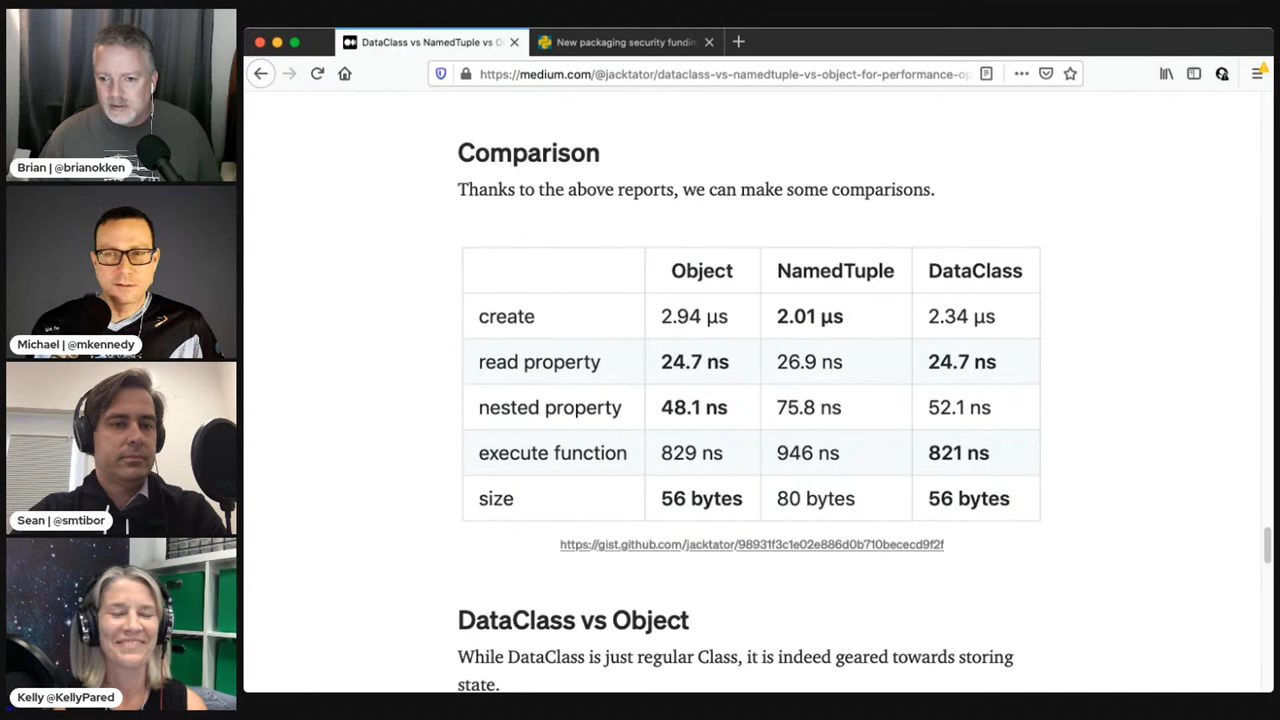 Brian | @brianokken
Michael | @mkennedy
Sean | @smtibor
Kelly @KellyPared
DataClass vs NamedTuple vs O
New packaging security fundin
https://medium.com/@jacktator/dataclass-vs-namedtuple-vs-object-for-performance-op
Comparison
Thanks to the above reports, we can make some comparisons.
Object NamedTuple DataClass
create 2.94 µs 2.01 µs 2.34 µs
read property 24.7 ns 26.9 ns 24.7 ns
nested property 48.1 ns 75.8 ns 52.1 ns
execute function 829 ns 946 ns 821 ns
size 56 bytes 80 bytes 56 bytes
https://gist.github.com/jacktator/98931f3c1e02e886d0b710bececd9f2f
DataClass vs Object
While DataClass is just regular Class, it is indeed geared towards storing
state.